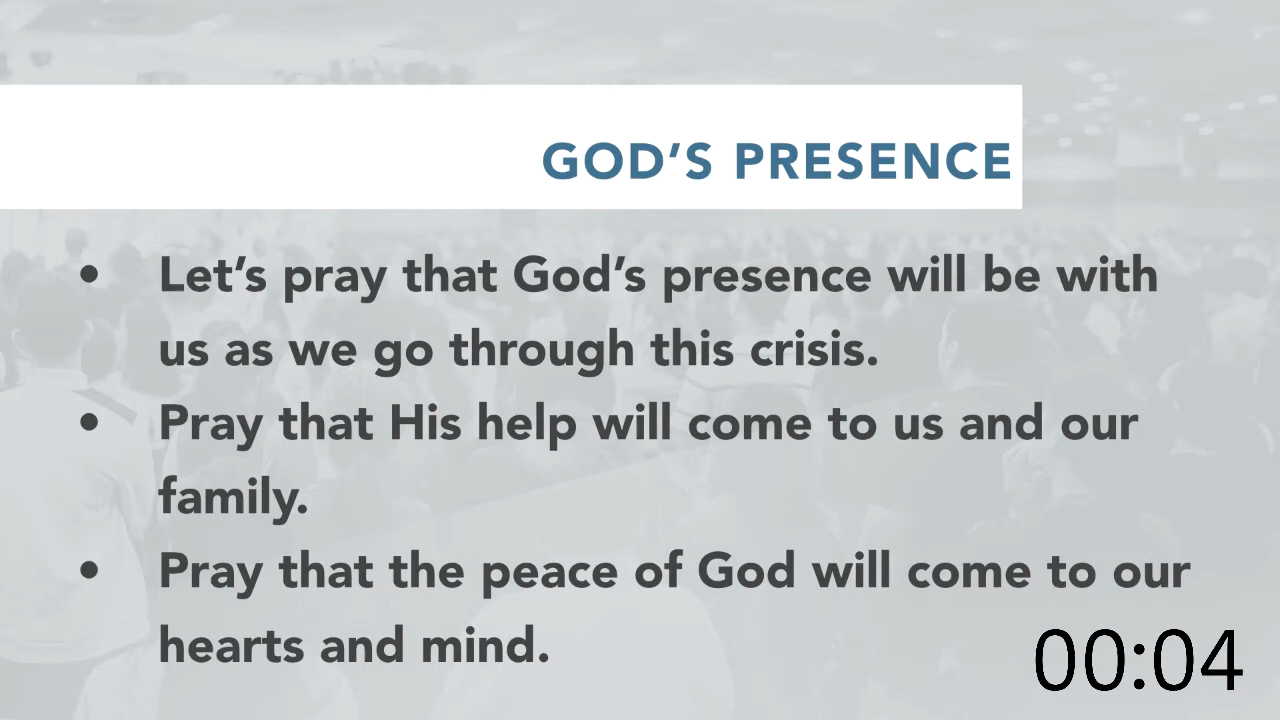 GOD’S PRESENCE
• Let’s pray that God’s presence will be with
us as we go through this crisis.
• Pray that His help will come to us and our
family.
• Pray that the peace of God will come to our
hearts and mind.
00:04